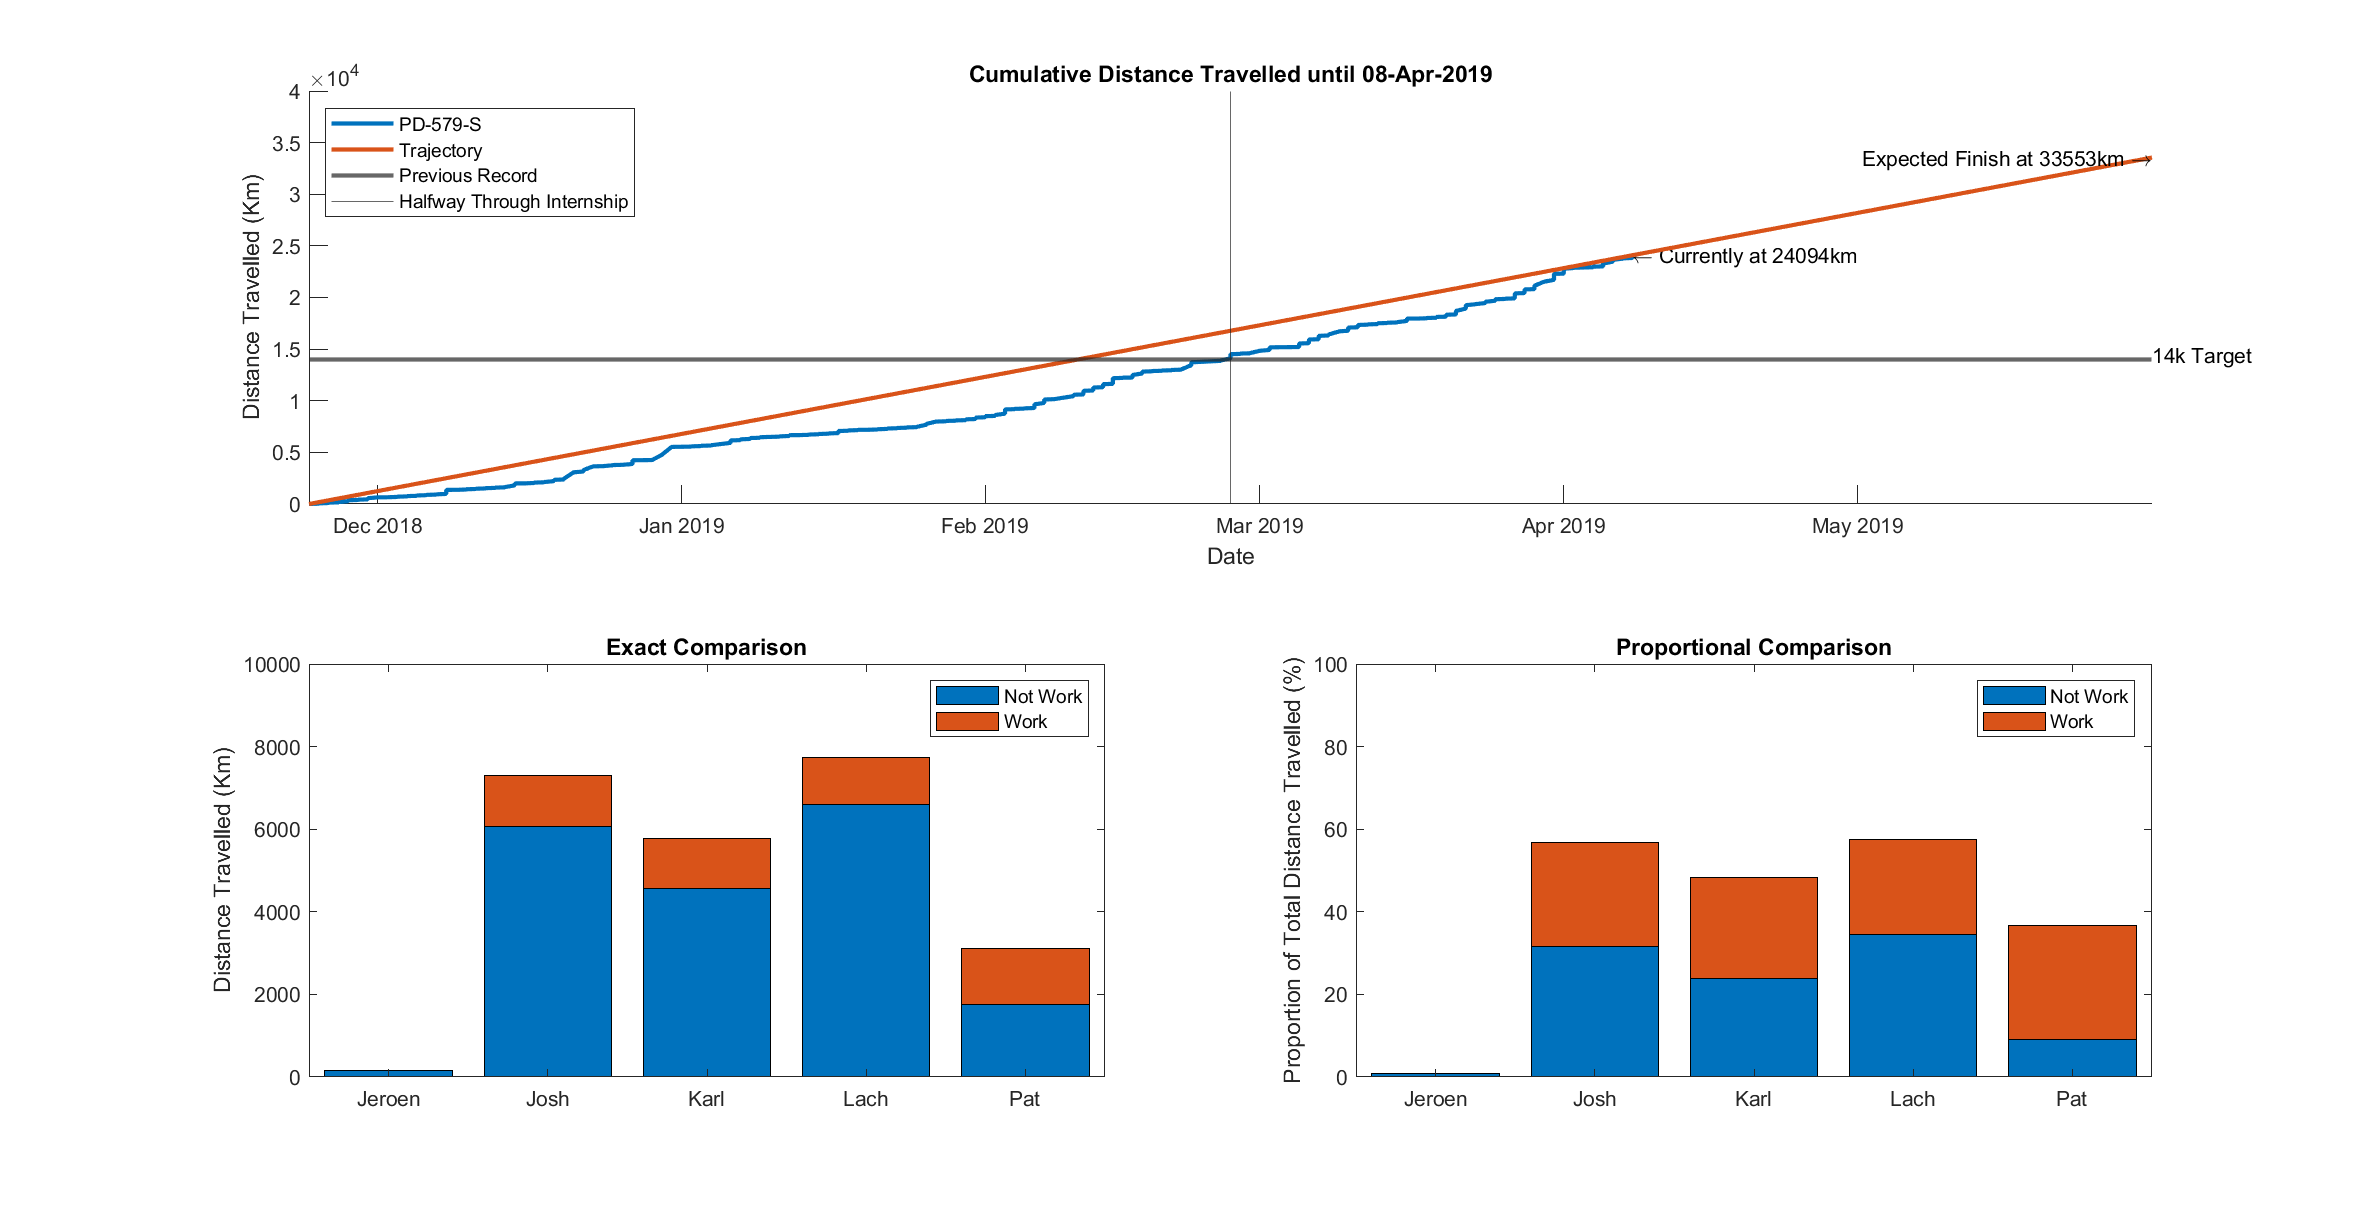 Cumulative Distance Travelled until 08-Apr-2019
×10⁴
4
3.5
3
2.5
2
1.5
1
0.5
0
Distance Travelled (Km)
PD-579-S
Trajectory
Previous Record
Halfway Through Internship
Expected Finish at 33553km
Currently at 24094km
14k Target
Dec 2018 Jan 2019 Feb 2019 Mar 2019 Apr 2019 May 2019
Date
Exact Comparison
10000
8000
6000
4000
2000
0
Distance Travelled (Km)
Not Work
Work
Jeroen Josh Karl Lach Pat
Proportional Comparison
100
80
60
40
20
0
Proportion of Total Distance Travelled (%)
Not Work
Work
Jeroen Josh Karl Lach Pat